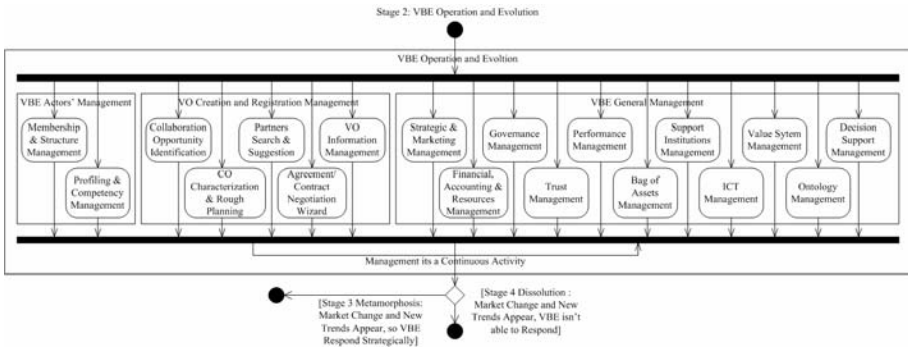 Stage 2: VBE Operation and Evolution
VBE Operation and Evoltion
VBE Actors' Management
VO Creation and Registration Management
VBE General Management
Membership
& Structure
Management
Profiling &
Competency
Management
Collaboration
Opportunity
Identification
CO
Characterization
& Rough
Planning
Partners
Search &
Suggestion
Agreement/
Contract
Negotiation
Wizard
VO
Information
Management
Strategic &
Marketing
Management
Financial,
Accounting &
Resources
Management
Governance
Management
Trust
Management
Performance
Management
Bag of
Assets
Management
Support
Institutions
Management
ICT
Management
Value Sytem
Management
Ontology
Management
Decision
Support
Management
Management its a Continuous Activity
[Stage 3 Metamorphosis:
Market Change and New
Trends Appear, so VBE
Respond Strategically]
[Stage 4 Dissolution :
Market Change and New
Trends Appear, VBE isn't
able to Respond]